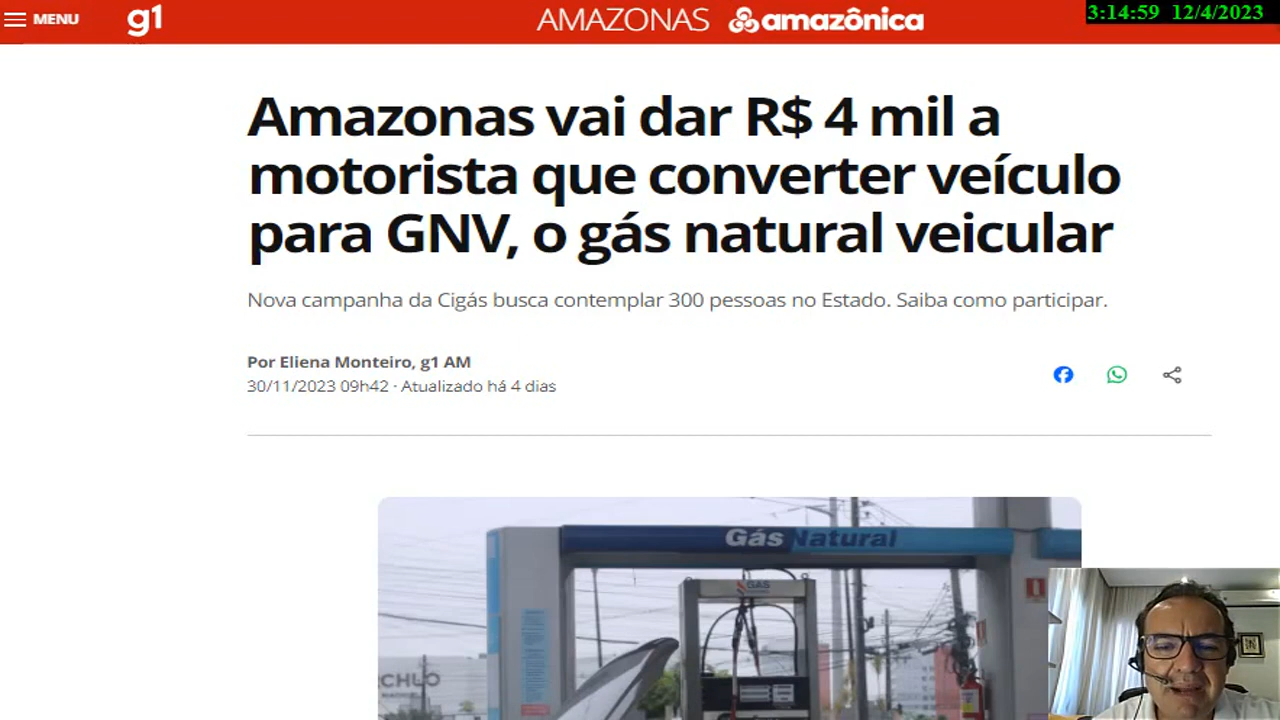 MENU
g1
AMAZONAS
amazônica
3:14:59 12/4/2023
Amazonas vai dar R$ 4 mil a
motorista que converter veículo
para GNV, o gás natural veicular
Nova campanha da Cigás busca contemplar 300 pessoas no Estado. Saiba como participar.
Por Eliena Monteiro, g1 AM
30/11/2023 09h42 · Atualizado há 4 dias
Gás Natural
GAS